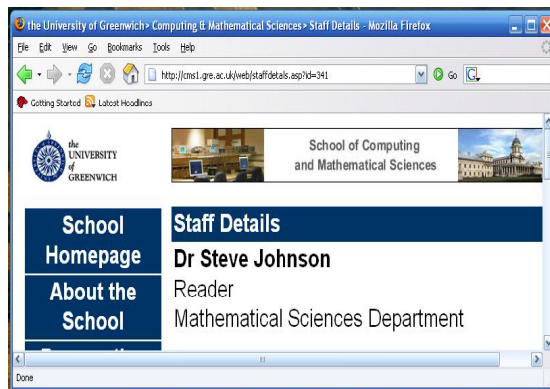 the University of Greenwich> Computing & Mathematical Sciences> Staff Details - Mozilla Firefox
File Edit View Go Bookmarks Tools Help
http://cms1.gre.ac.uk/web/staffdetals.asp?id=341 Go G
Getting Started Latest Headlines
the
UNIVERSITY
of
GREENWICH
School of Computing
and Mathematical Sciences
School
Homepage
About the
School
Staff Details
Dr Steve Johnson
Reader
Mathematical Sciences Department
Done